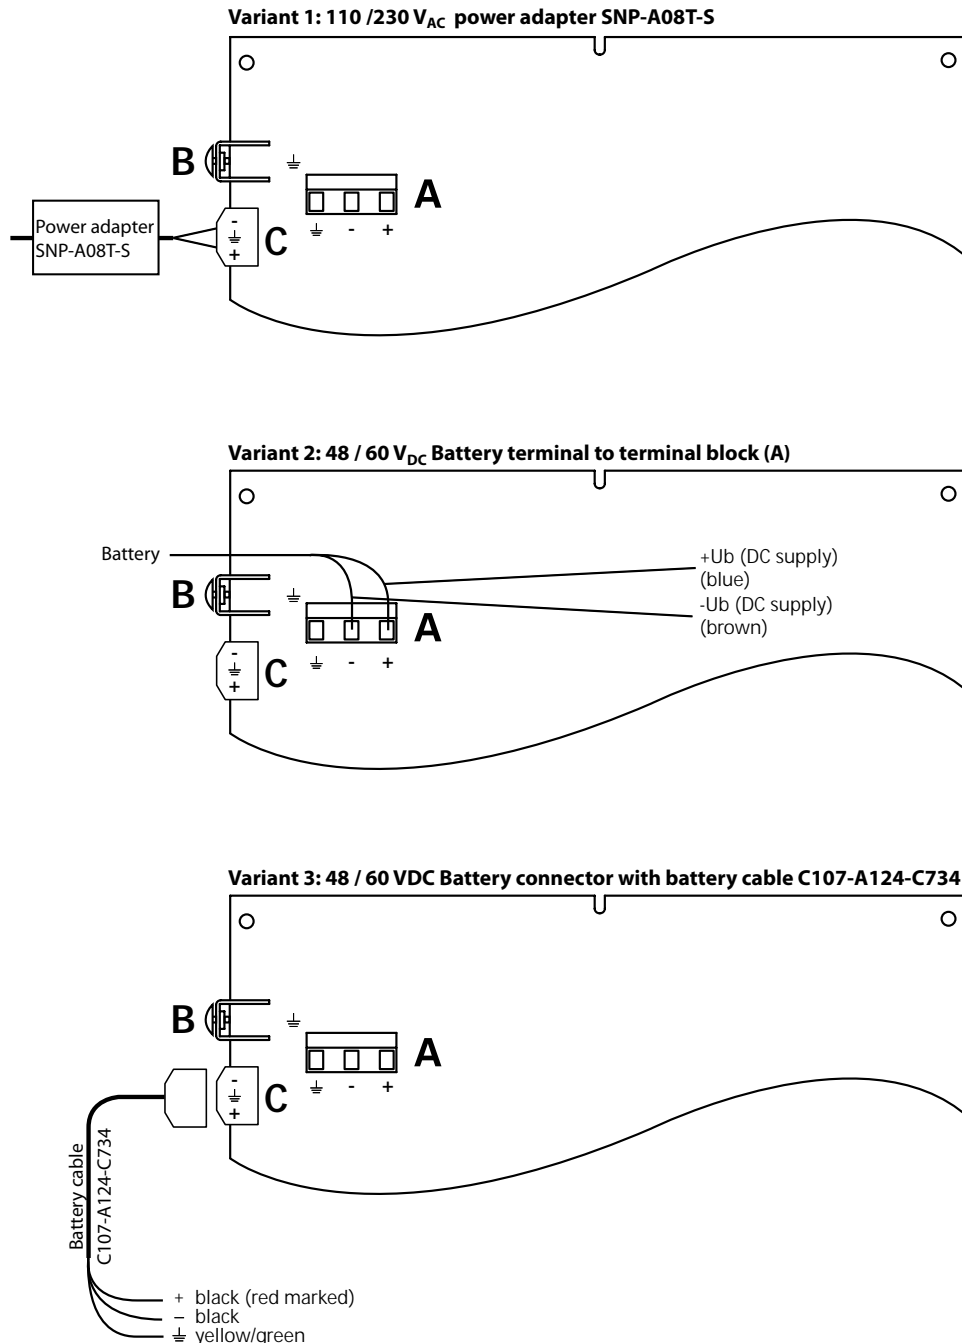 Variant 1: 110 /230 VAC power adapter SNP-A08T-S
B
⏚
A
Power adapter
SNP-A08T-S
-
⏚
+
C
⏚ - +
Variant 2: 48 / 60 VDC Battery terminal to terminal block (A)
Battery
+Ub (DC supply)
(blue)
-Ub (DC supply)
(brown)
B
⏚
A
-
⏚
+
C
⏚ - +
Variant 3: 48 / 60 VDC Battery connector with battery cable C107-A124-C734
B
⏚
A
-
⏚
+
C
⏚ - +
Battery cable
C107-A124-C734
+ black (red marked)
– black
⏚ yellow/green